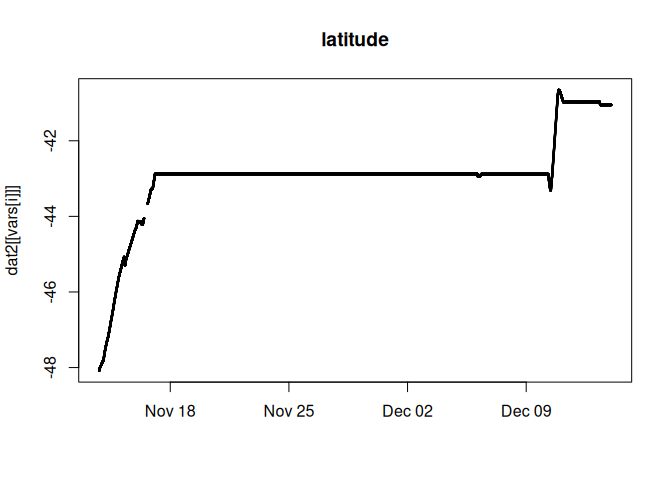 latitude
dat2[[vars[i]]]
-42
-44
-46
-48
Nov 18
Nov 25
Dec 02
Dec 09